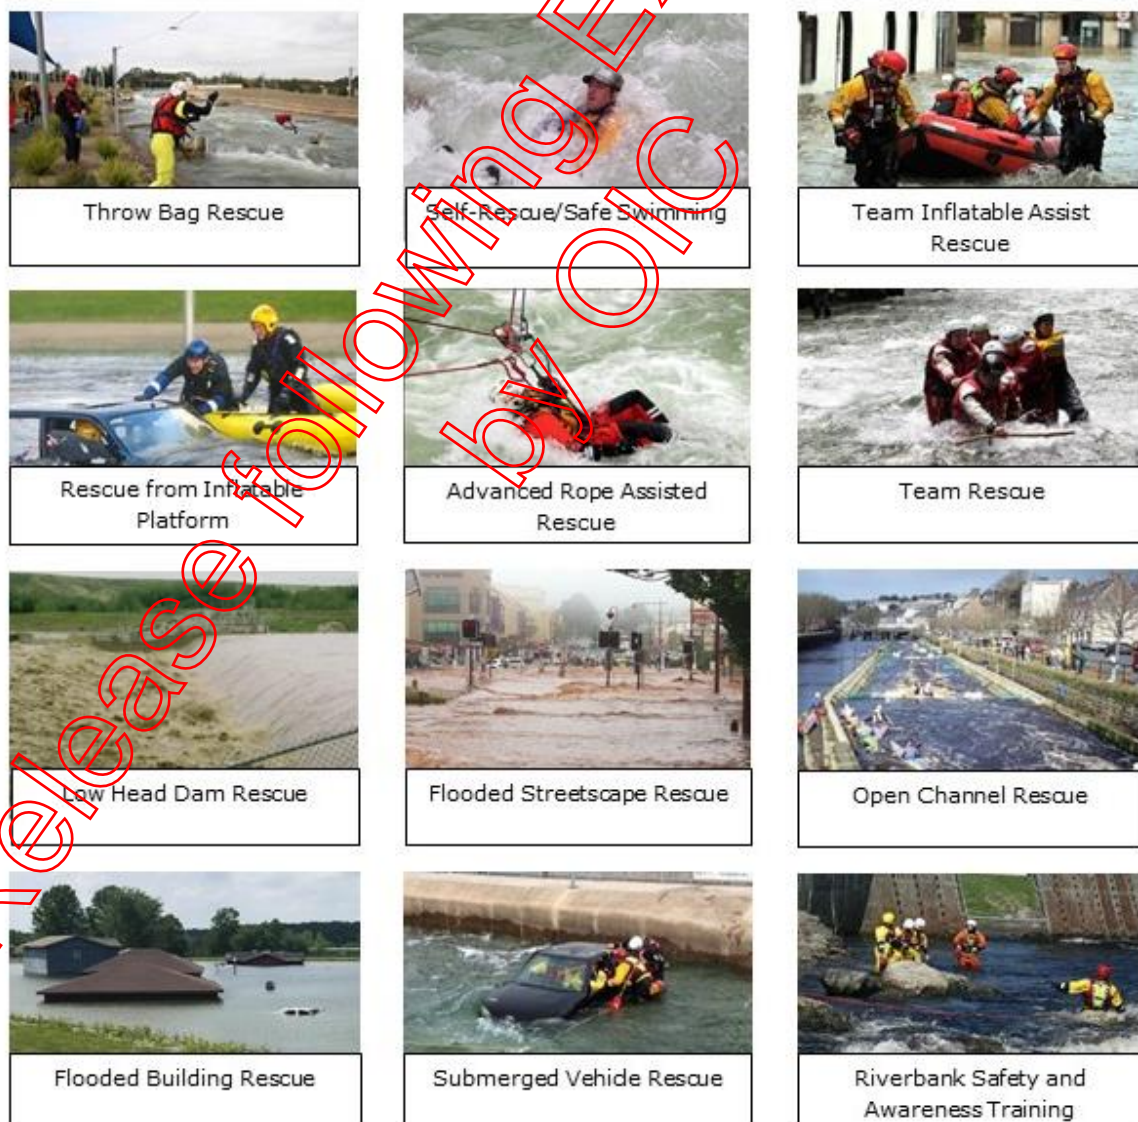 Throw Bag Rescue
Self-Rescue/Safe Swimming
Team Inflatable Assist
Rescue
Rescue from Inflatable
Platform
Advanced Rope Assisted
Rescue
Team Rescue
Low Head Dam Rescue
Flooded Streetscape Rescue
Open Channel Rescue
Flooded Building Rescue
Submerged Vehicle Rescue
Riverbank Safety and
Awareness Training
Release following
by OIC